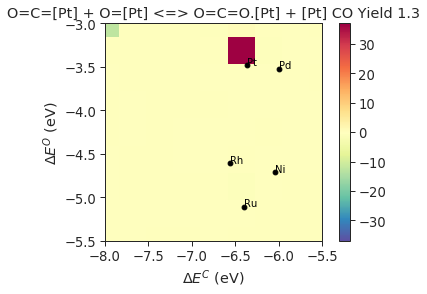 O=C=[Pt] + O=[Pt] <=> O=C=O.[Pt] + [Pt] CO Yield 1.3
−3.0
−3.5
−4.0
−4.5
−5.0
−5.5
ΔE^O (eV)
Pt
Pd
Rh
Ni
Ru
−8.0 −7.5 −7.0 −6.5 −6.0 −5.5
ΔE^C (eV)
30
20
10
0
−10
−20
−30